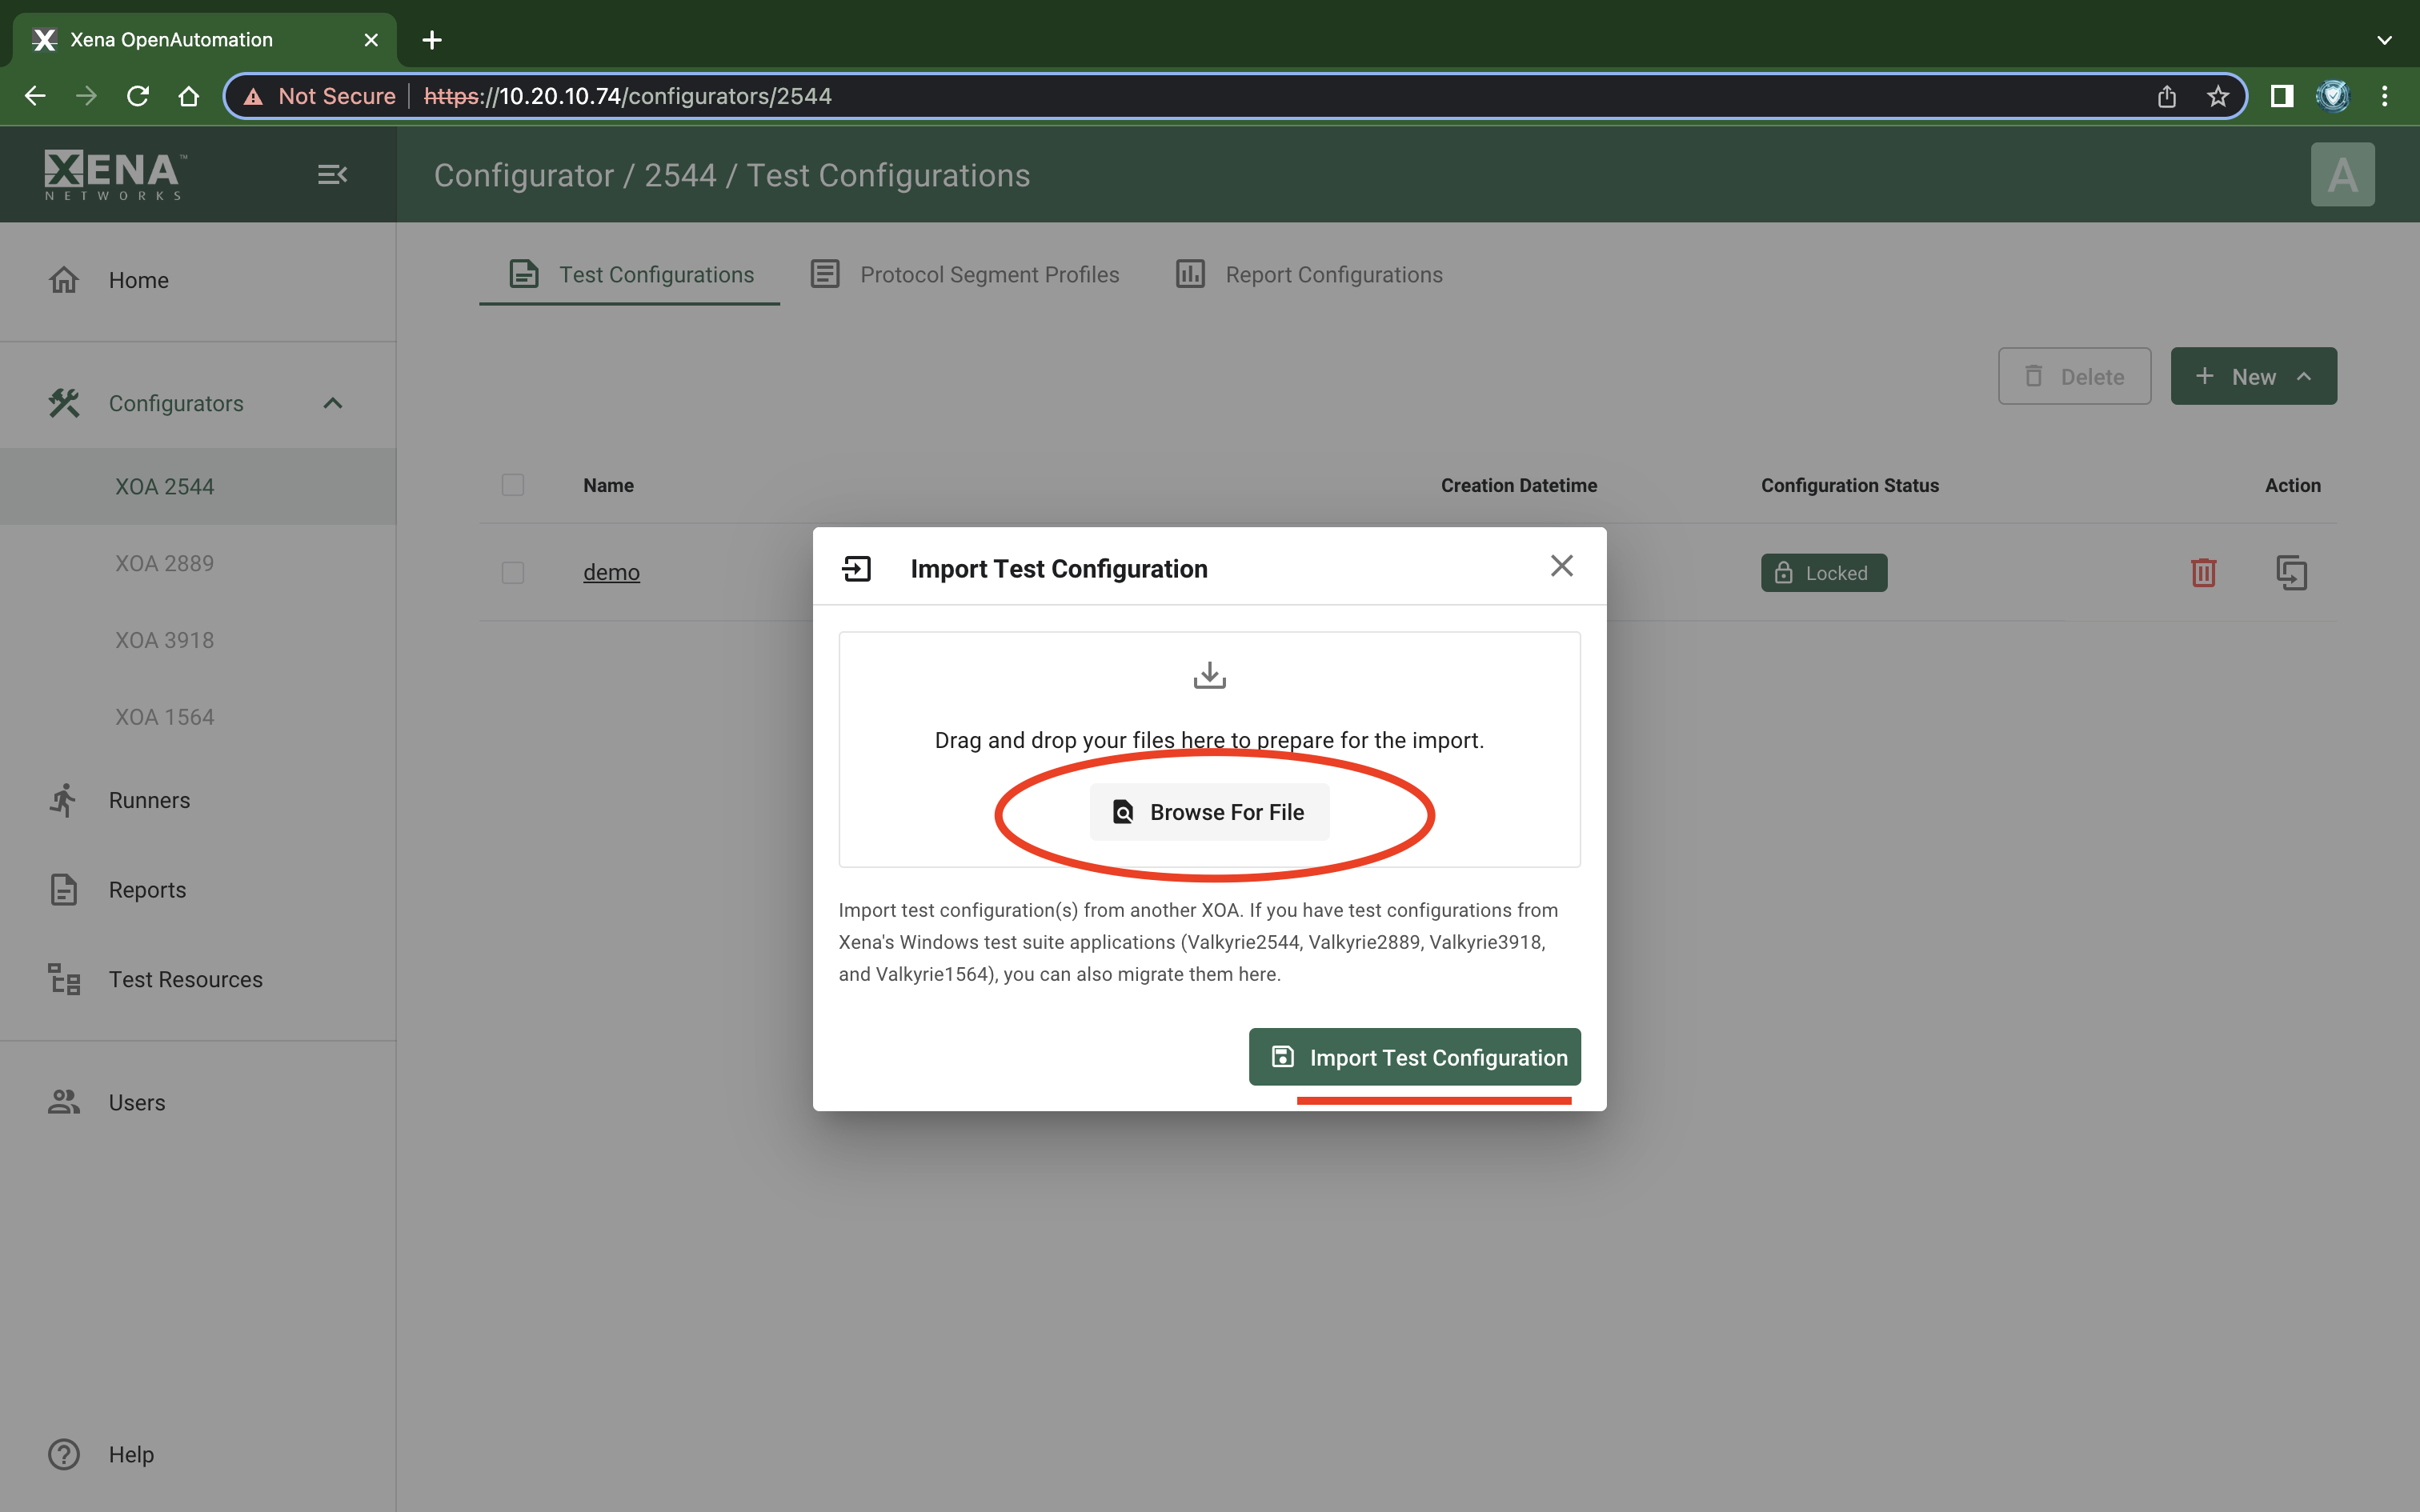 Xena OpenAutomation
Not Secure https://10.20.10.74/configurators/2544
XENA™
NETWORKS
Configurator / 2544 / Test Configurations
A
Home
Configurators
XOA 2544
XOA 2889
XOA 3918
XOA 1564
Runners
Reports
Test Resources
Users
Help
Test Configurations Protocol Segment Profiles Report Configurations
Delete New
Name Creation Datetime Configuration Status Action
demo Locked
Import Test Configuration
Drag and drop your files here to prepare for the import.
Browse For File
Import test configuration(s) from another XOA. If you have test configurations from
Xena's Windows test suite applications (Valkyrie2544, Valkyrie2889, Valkyrie3918,
and Valkyrie1564), you can also migrate them here.
Import Test Configuration